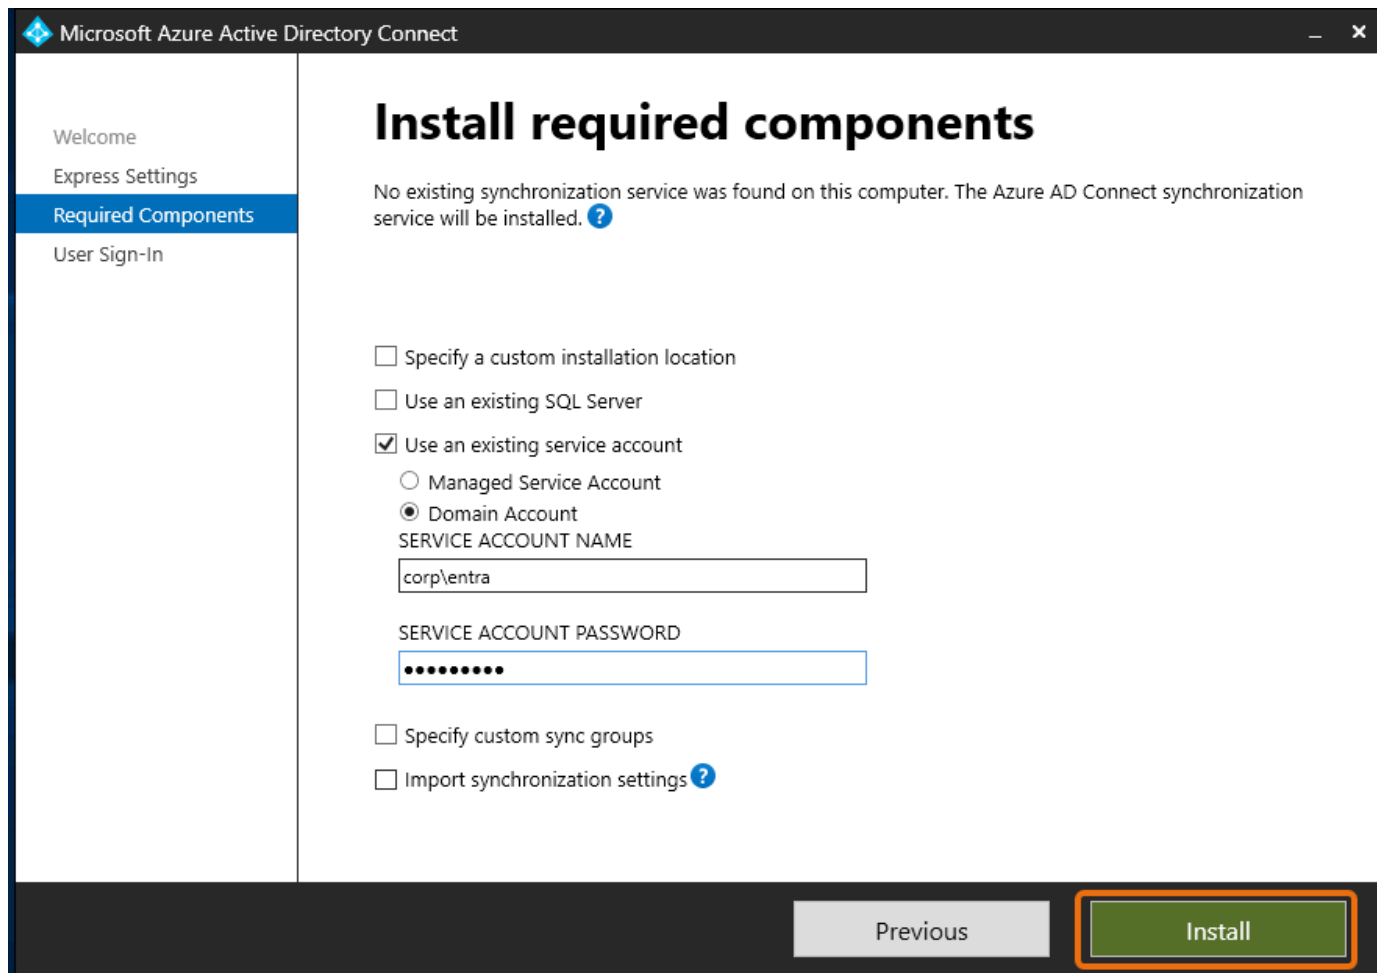 Microsoft Azure Active Directory Connect
Welcome
Express Settings
Required Components
User Sign-In
Install required components
No existing synchronization service was found on this computer. The Azure AD Connect synchronization
service will be installed. ?
Specify a custom installation location
Use an existing SQL Server
Use an existing service account
Managed Service Account
Domain Account
SERVICE ACCOUNT NAME
corp\entra
SERVICE ACCOUNT PASSWORD
•••••••••
Specify custom sync groups
Import synchronization settings ?
Previous
Install